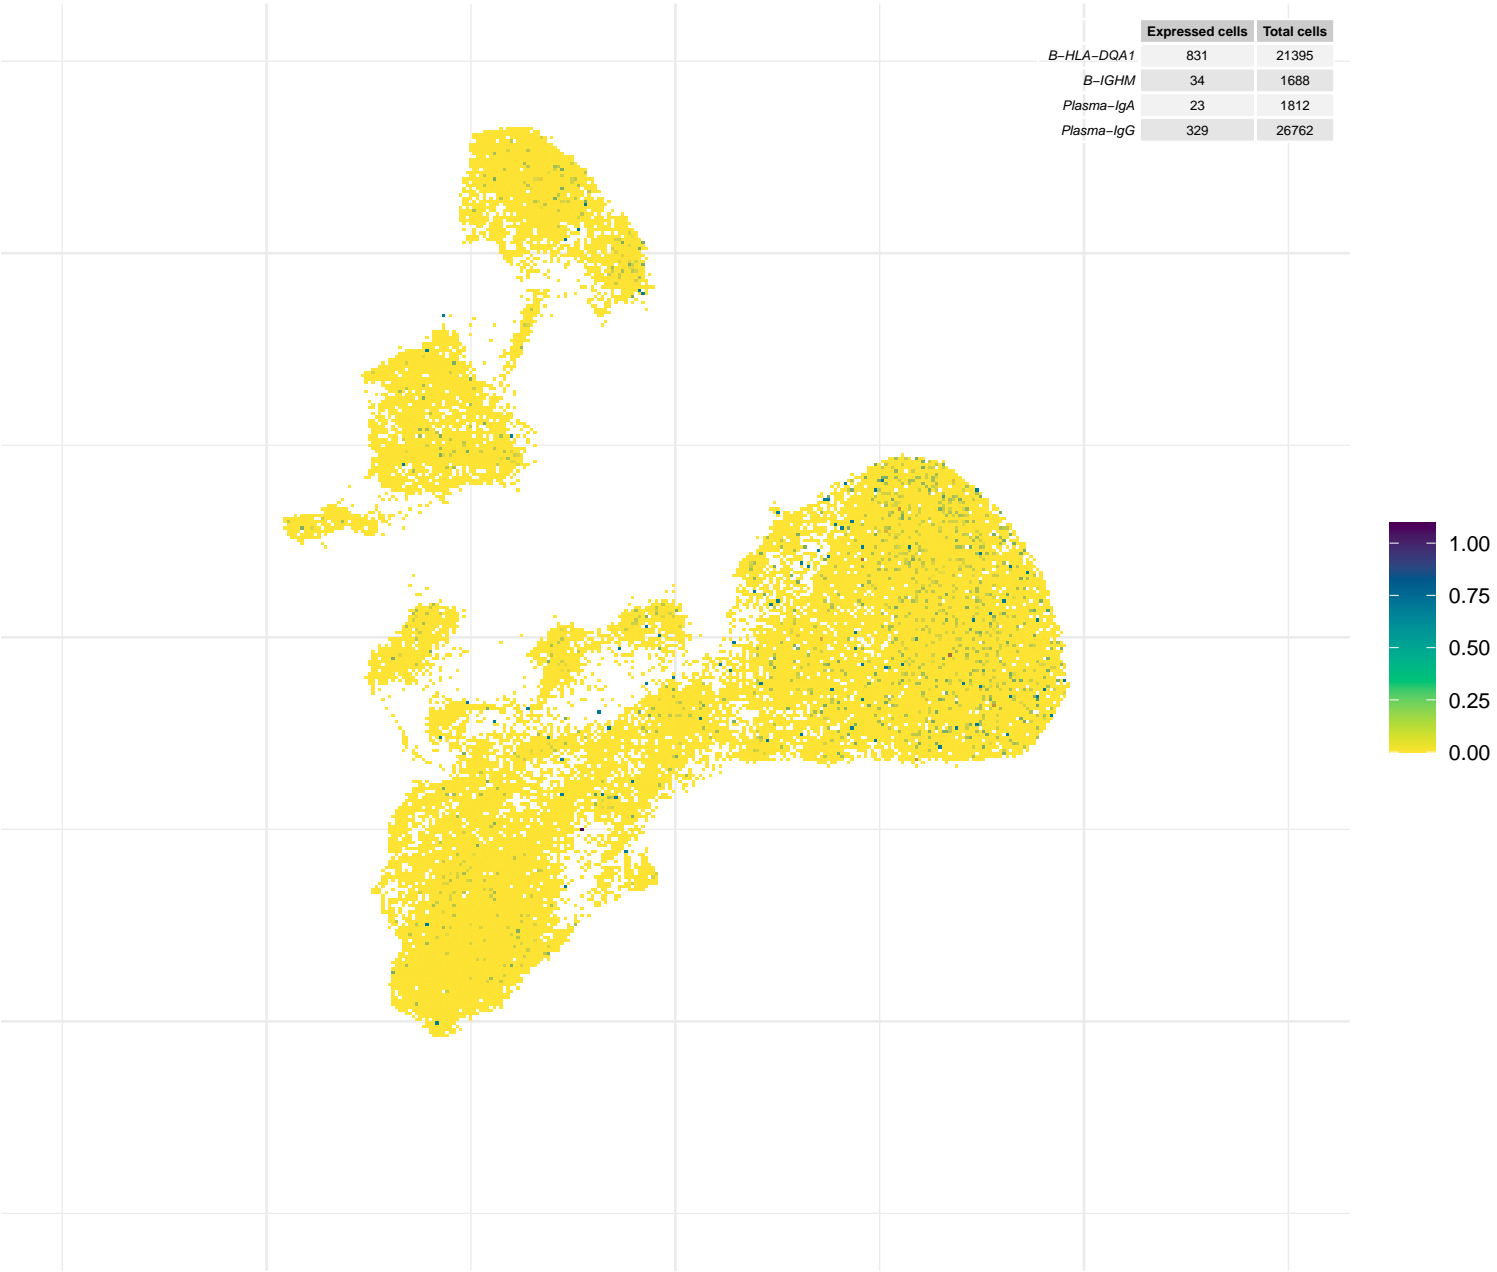 Expressed cells Total cells
B−HLA−DQA1 831 21395
B−IGHM 34 1688
Plasma−IgA 23 1812
Plasma−IgG 329 26762
1.00
0.75
0.50
0.25
0.00